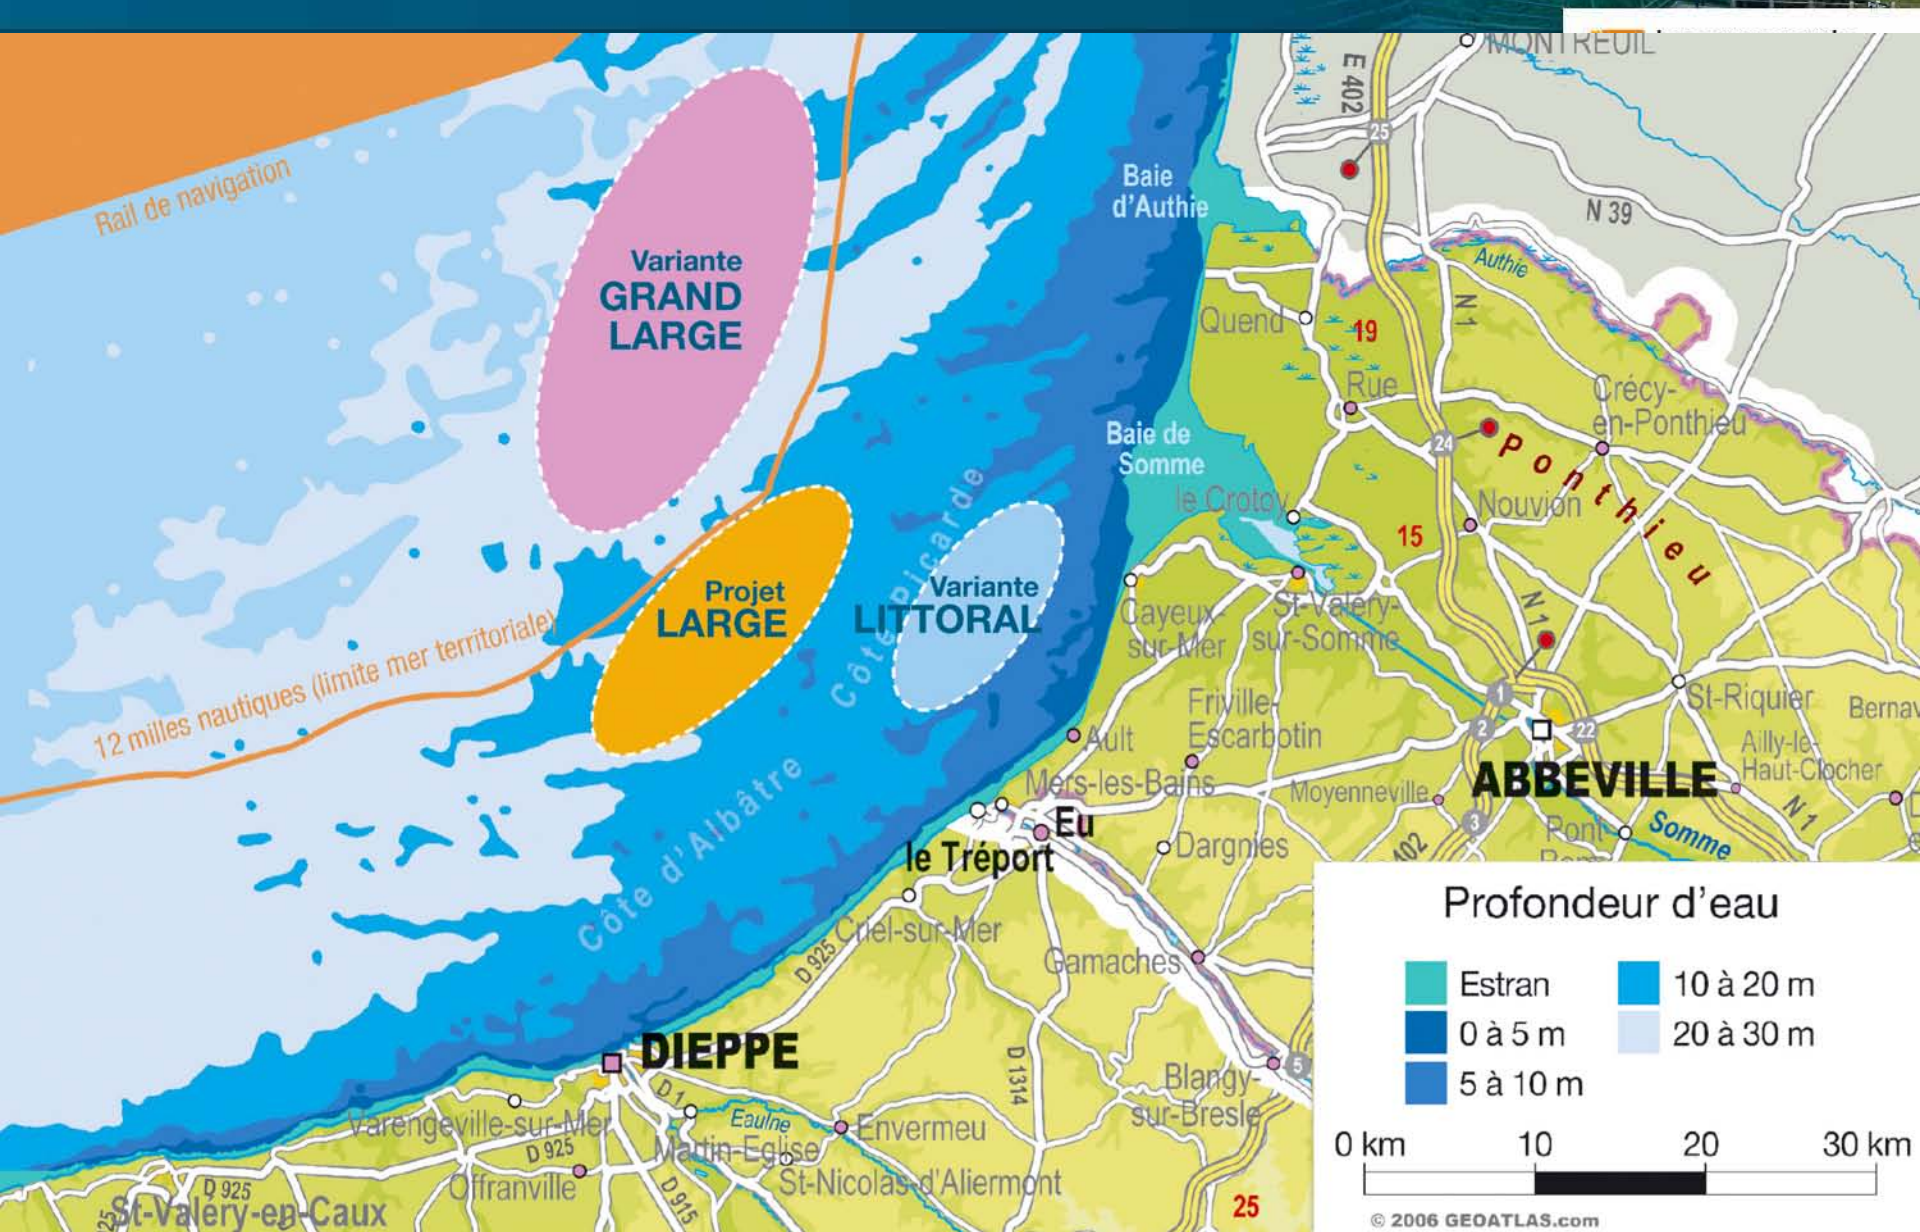 MONTREUIL
E 402
25
Rail de navigation
Baie
d'Authie
N 39
Authie
Variante
GRAND
LARGE
N 1
Quend
19
Rue
Crécy-
en-Ponthieu
Baie de
Somme
24
Ponthieu
le Crotoy
Nouvion
15
Côte Picarde
Projet
LARGE
Variante
LITTORAL
Cayeux-
sur-Mer
St-Valéry-
sur-Somme
N 1
12 milles nautiques (limite mer territoriale)
1
St-Riquier
Friville-
Escarbotin
2
22
Ault
Ailly-le-
Haut-Clocher
Côte d'Albâtre
Mers-les-Bains
Moyenneville
ABBEVILLE
N 1
Eu
3
Pont
Somme
le Tréport
Dargnies
Criel-sur-Mer
D 925
Gamaches
Profondeur d'eau
Estran
10 à 20 m
0 à 5 m
20 à 30 m
5 à 10 m
DIEPPE
D 1
D 1314
5
Blangy-
sur-Bresle
Varengeville-sur-Mer
Eaulne
Envermeu
D 925
Martin-Eglise
Offranville
St-Nicolas-d'Aliermont
D 915
D 925
St-Valéry-en-Caux
25
0 km 10 20 30 km
© 2006 GEOATLAS.com